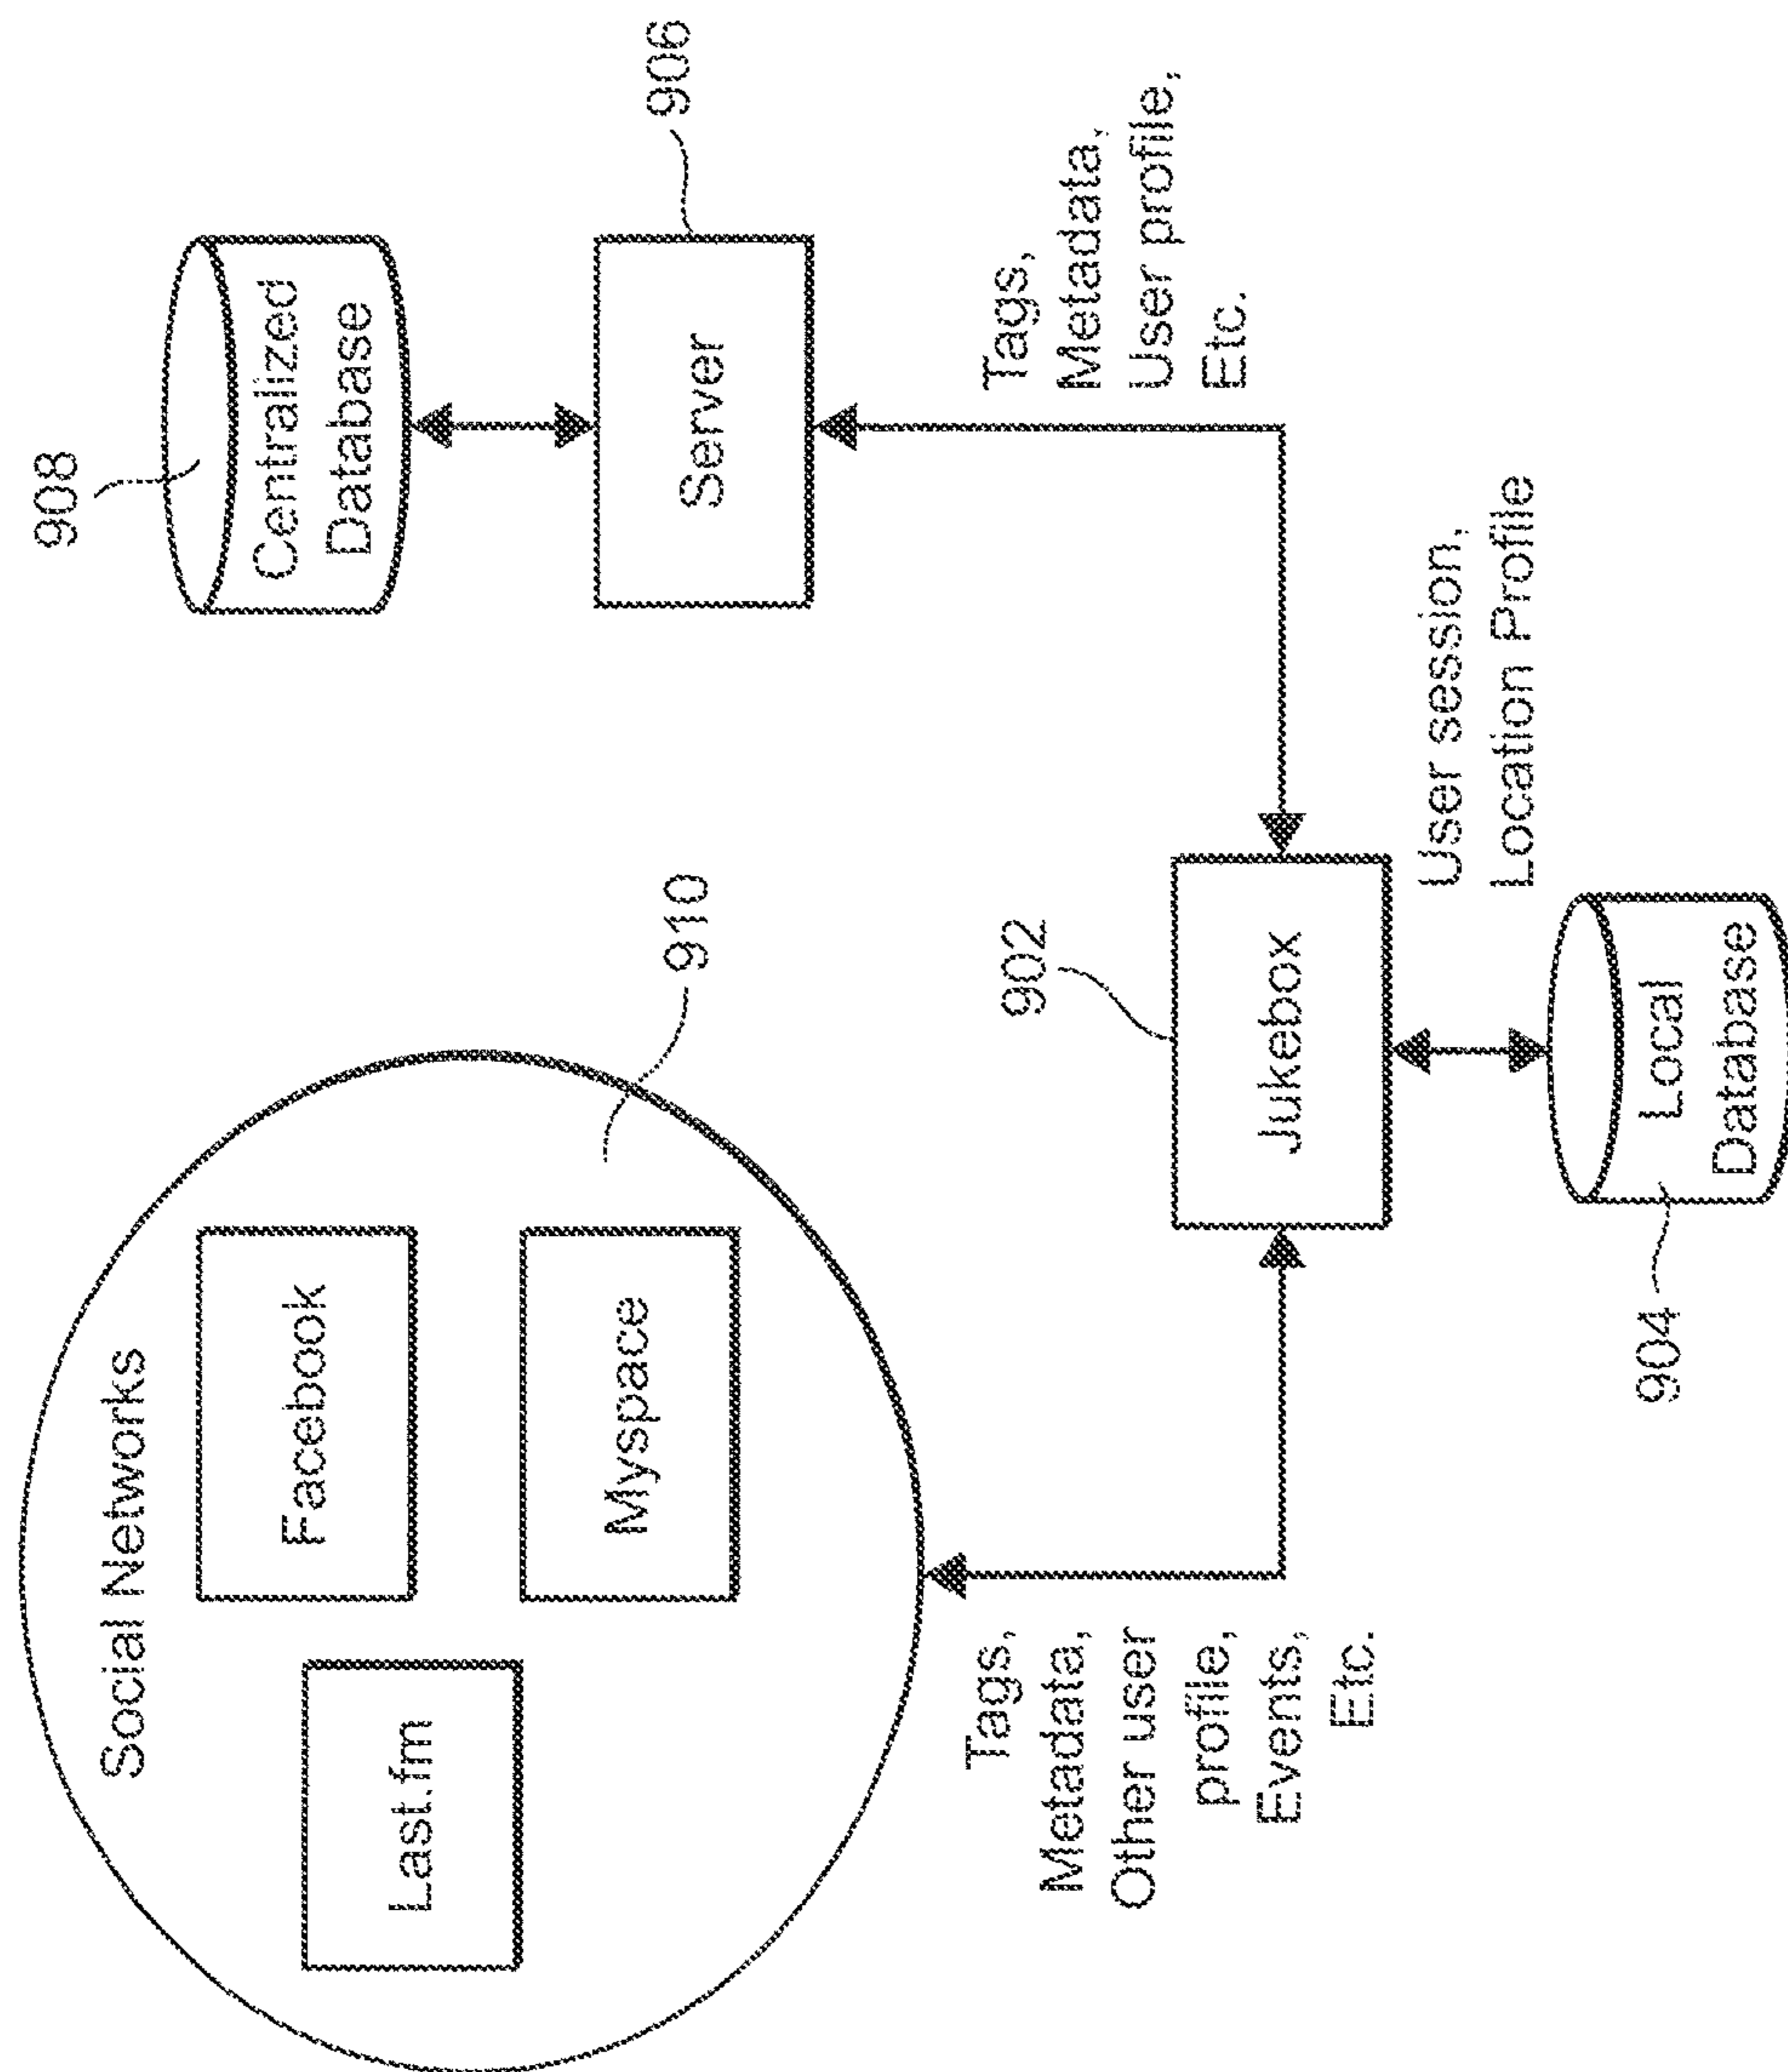 Social Networks
Last.fm
Facebook
Myspace
910
908
Centralized
Database
Server
906
Tags,
Metadata,
Other user
profile,
Events,
Etc.
902
Jukebox
Tags,
Metadata,
User profile,
Etc.
User session,
Location Profile
904
Local
Database